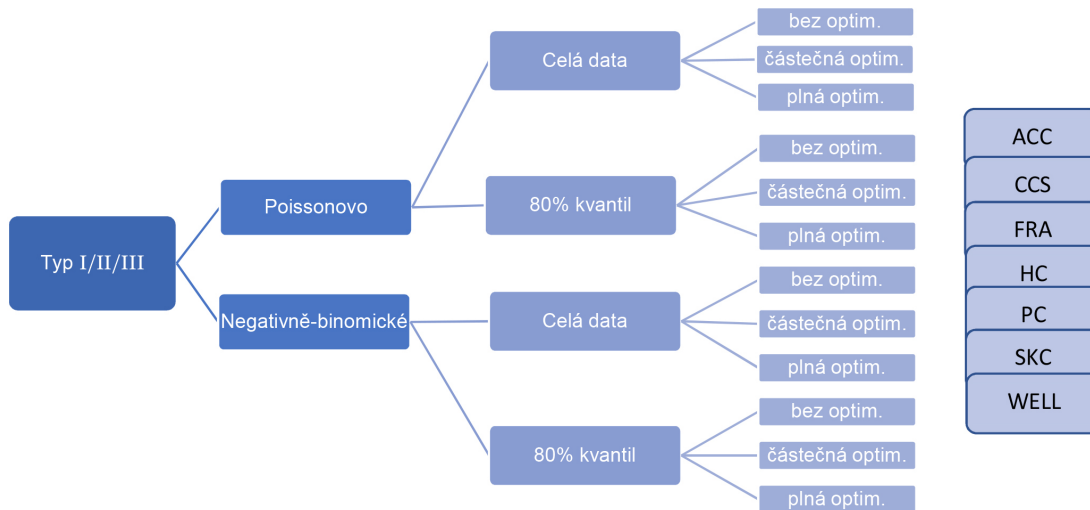 Typ I/II/III
Poissonovo
Negativně-binomické
Celá data
80% kvantil
Celá data
80% kvantil
bez optim.
částečná optim.
plná optim.
bez optim.
částečná optim.
plná optim.
bez optim.
částečná optim.
plná optim.
bez optim.
částečná optim.
plná optim.
ACC
CCS
FRA
HC
PC
SKC
WELL